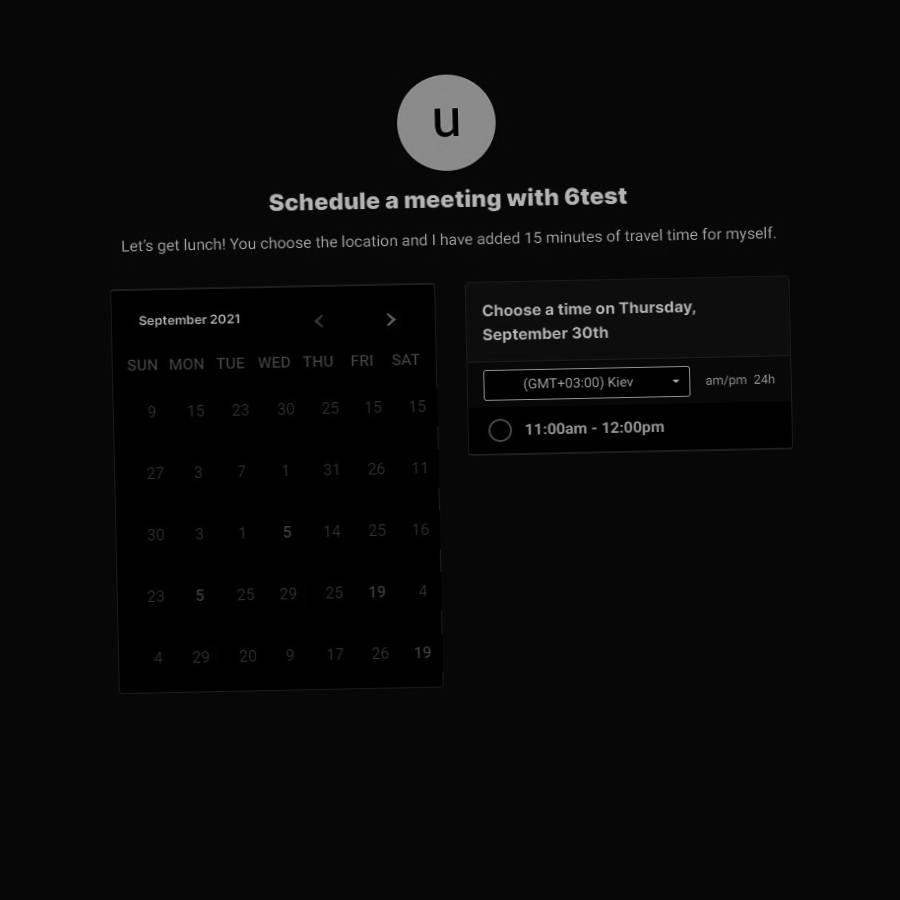 u
Schedule a meeting with 6test
Let's get lunch! You choose the location and I have added 15 minutes of travel time for myself.
September 2021
SUN MON TUE WED THU FRI SAT
9 15 23 30 25 15 15
27 3 7 1 31 26 11
30 3 1 5 14 25 16
23 5 25 29 25 19 4
4 29 20 9 17 26 19
Choose a time on Thursday,
September 30th
(GMT+03:00) Kiev
am/pm 24h
11:00am - 12:00pm